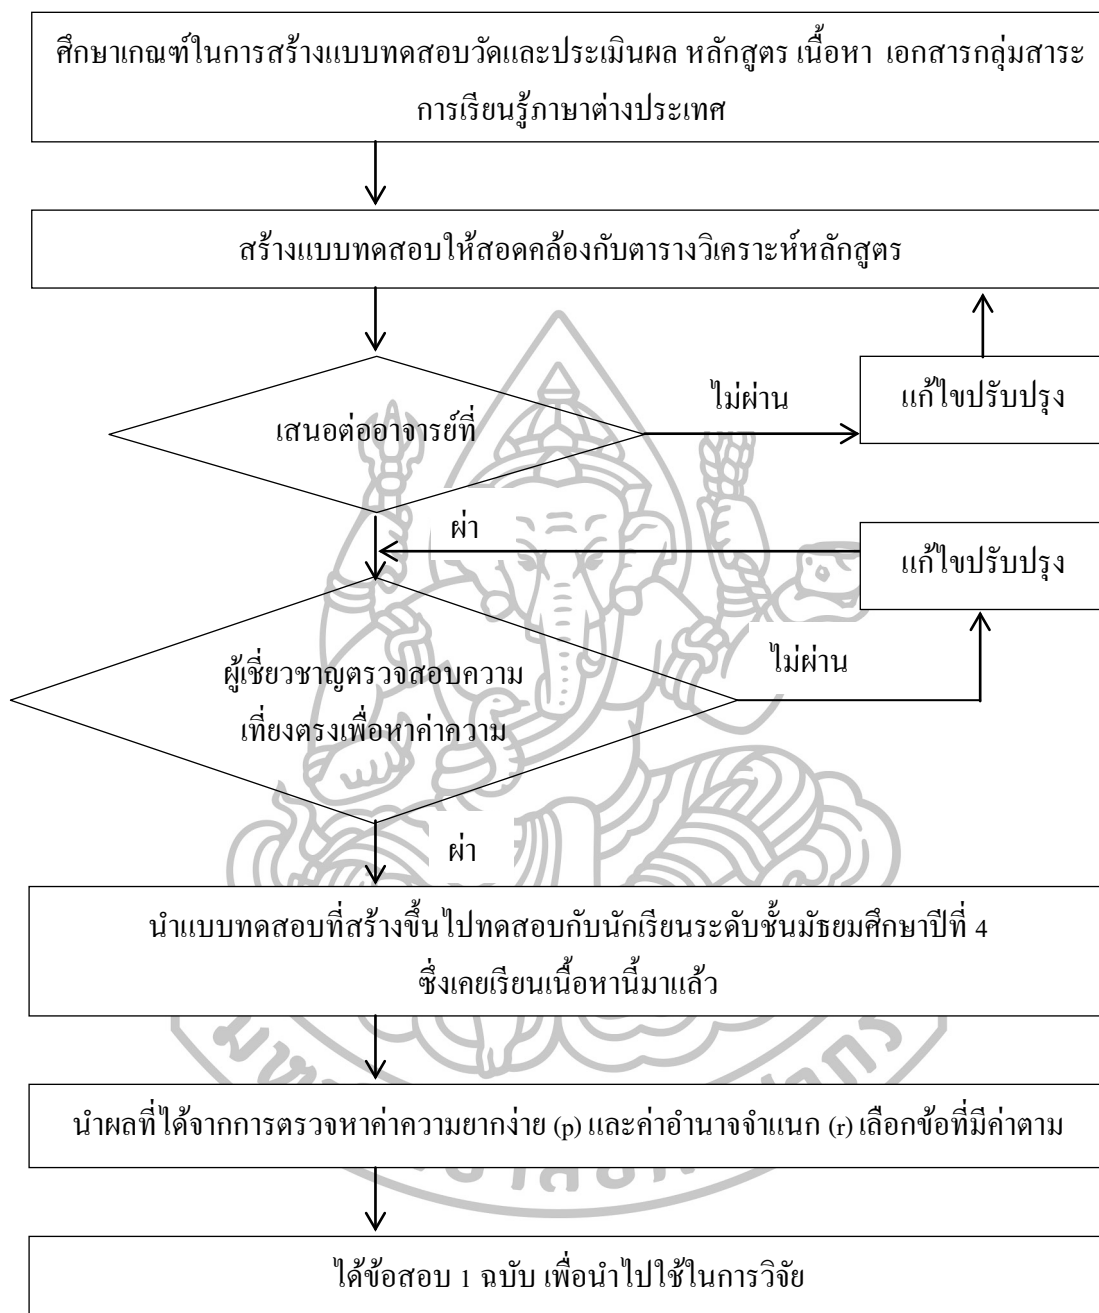 ศึกษาเกณฑ์ในการสร้างแบบทดสอบวัดและประเมินผล หลักสูตร เนื้อหา เอกสารกลุ่มสาระ
การเรียนรู้ภาษาต่างประเทศ
สร้างแบบทดสอบให้สอดคล้องกับตารางวิเคราะห์หลักสูตร
ไม่ผ่าน
แก้ไขปรับปรุง
เสนอต่ออาจารย์ที่
ผ่า
แก้ไขปรับปรุง
ไม่ผ่าน
ผู้เชี่ยวชาญตรวจสอบความ
เที่ยงตรงเพื่อหาค่าความ
ผ่า
นำแบบทดสอบที่สร้างขึ้นไปทดสอบกับนักเรียนระดับชั้นมัธยมศึกษาปีที่ 4
ซึ่งเคยเรียนเนื้อหานี้มาแล้ว
นำผลที่ได้จากการตรวจหาค่าความยากง่าย (p) และค่าอำนาจจำแนก (r) เลือกข้อที่มีค่าตาม
ได้ข้อสอบ 1 ฉบับ เพื่อนำไปใช้ในการวิจัย